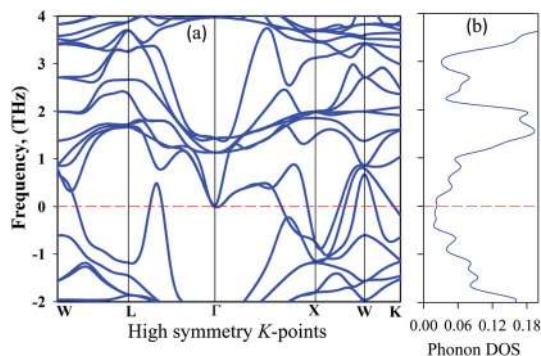 (a)
(b)
Frequency, (THz)
4
3
2
1
0
-1
-2
W L Γ X W K
High symmetry K-points
0.00 0.06 0.12 0.18
Phonon DOS